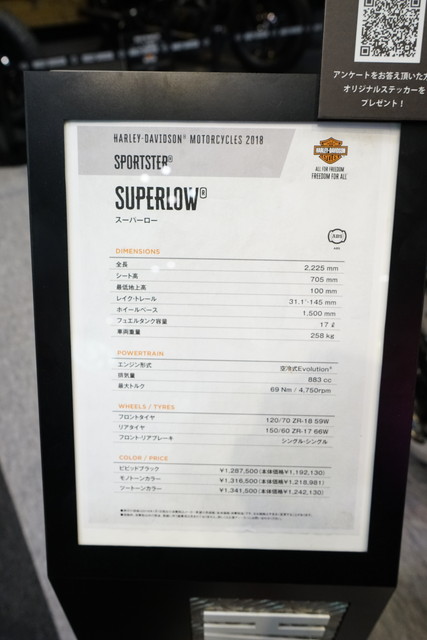 アンケートをお答え頂いた方
オリジナルステッカーを
プレゼント！
HARLEY-DAVIDSON® MOTORCYCLES 2018
SPORTSTER®
HARLEY-DAVIDSON
ALL FOR FREEDOM
FREEDOM FOR ALL
SUPERLOW®
スーパーロー
ABS
DIMENSIONS
全長 2,225 mm
シート高 705 mm
最低地上高 100 mm
レイク・トレール 31.1°・145 mm
ホイールベース 1,500 mm
フュエルタンク容量 17 ℓ
車両重量 258 kg
POWERTRAIN
エンジン形式 空冷式Evolution®
排気量 883 cc
最大トルク 69 Nm / 4,750rpm
WHEELS / TYRES
フロントタイヤ 120/70 ZR-18 59W
リアタイヤ 150/60 ZR-17 66W
フロント・リアブレーキ シングル・シングル
COLOR / PRICE
ビビッドブラック ¥1,287,500（本体価格¥1,192,130）
モノトーンカラー ¥1,316,500（本体価格¥1,218,981）
ツートーンカラー ¥1,341,500（本体価格¥1,242,130）